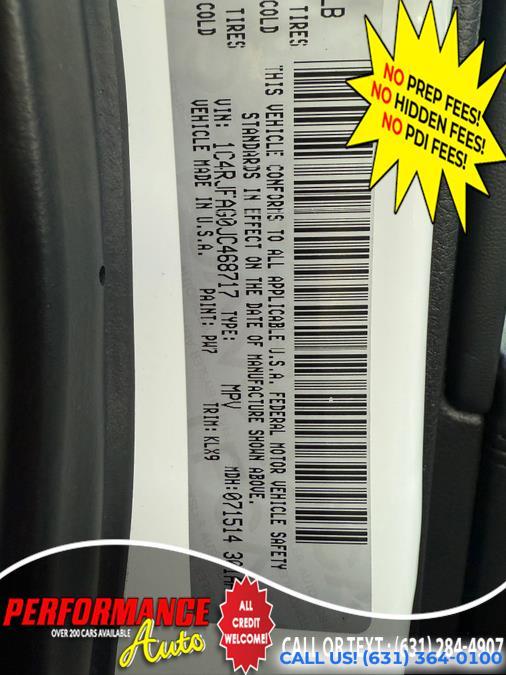 LB
TIRES
COLD
TIRES
COLD
THIS VEHICLE CONFORMS TO ALL APPLICABLE U.S.A. FEDERAL MOTOR VEHICLE SAFETY
STANDARDS IN EFFECT ON THE DATE OF MANUFACTURE SHOWN ABOVE.
VIN: 1C4RJFAG0JC468717 TYPE: MPV MDH:071514
VEHICLE MADE IN U.S.A. PAINT: PW7 TRIM: KLX9
NO PREP FEES!
NO HIDDEN FEES!
NO PDI FEES!
PERFORMANCE
Auto
OVER 200 CARS AVAILABLE
ALL
CREDIT
WELCOME!
CALL OR TEXT: (631) 284-4907
CALL US! (631) 364-0100